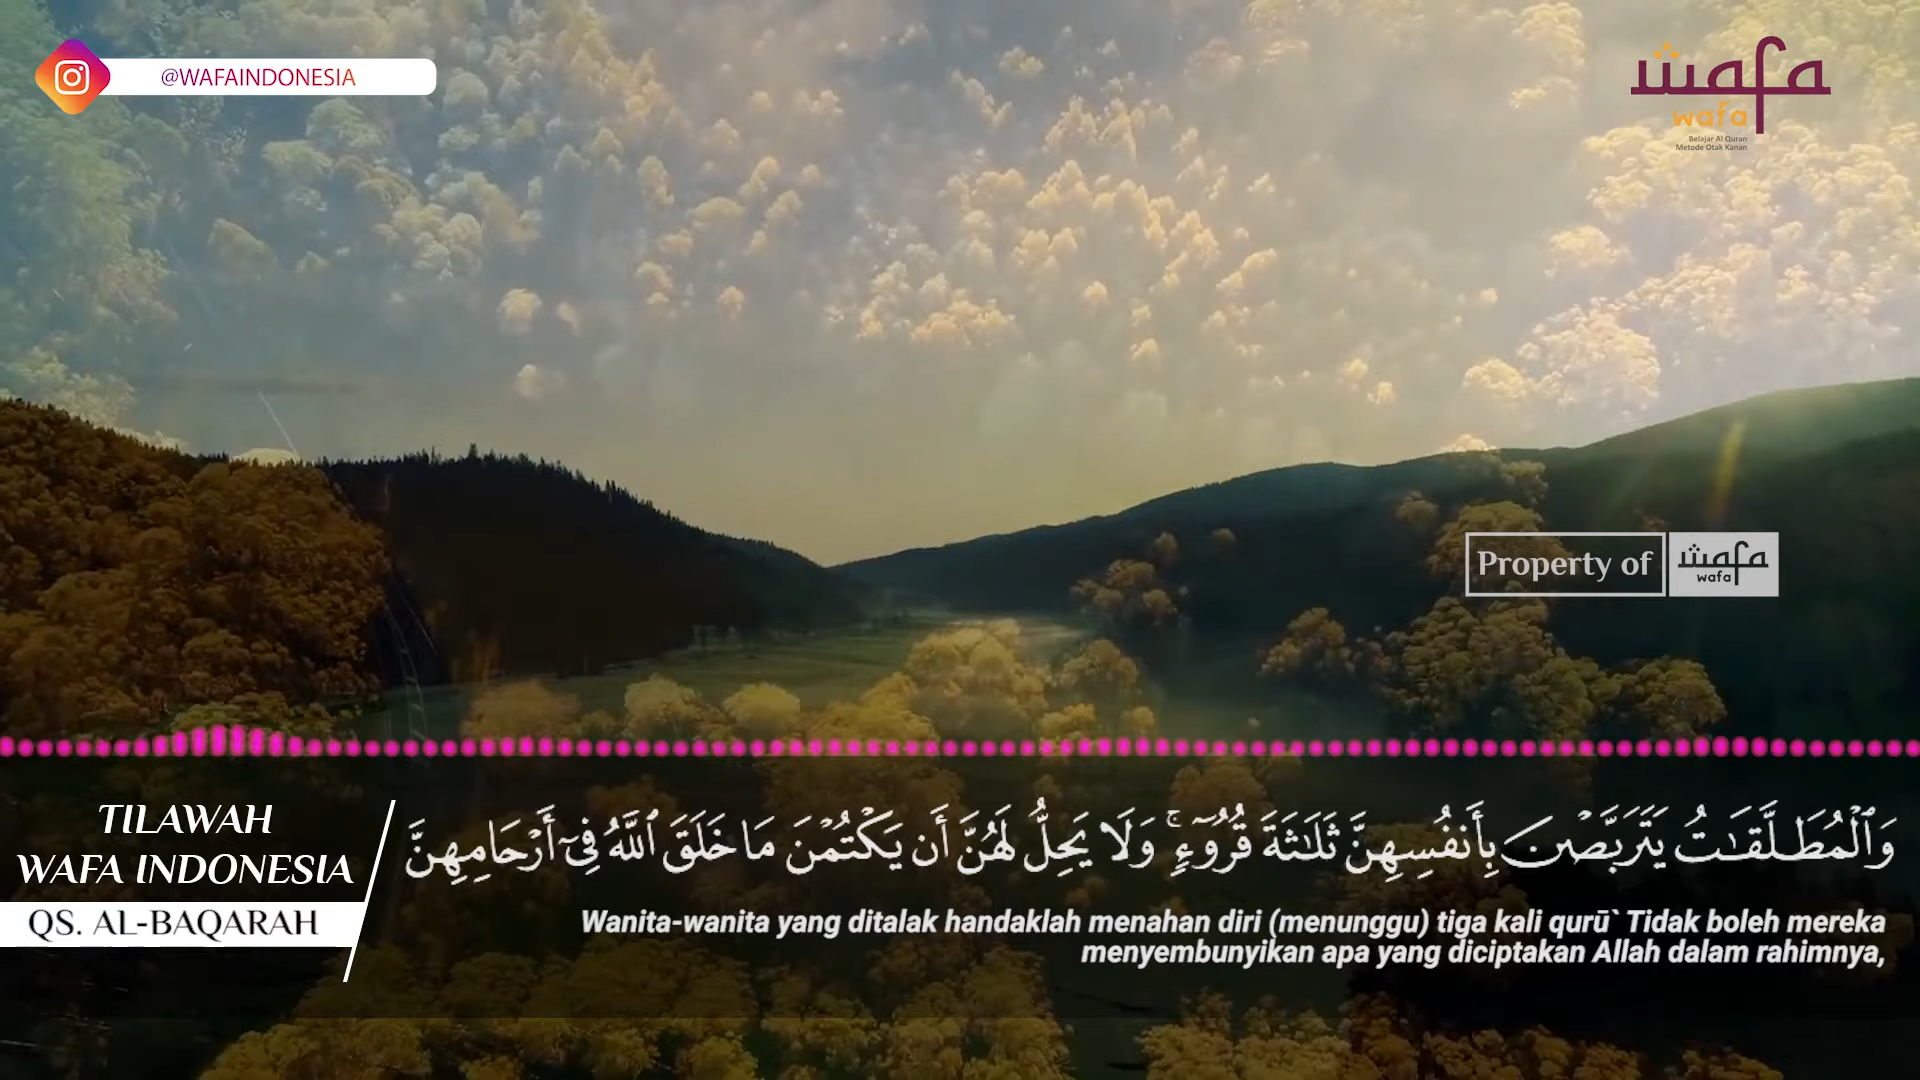 @WAFAINDONESIA
wafa
wafa
Belajar Al Quran
Metode Otak Kanan
Property of wafa
wafa
TILAWAH
WAFA INDONESIA
QS. AL-BAQARAH
وَٱلْمُطَلَّقَـٰتُ يَتَرَبَّصْنَ بِأَنفُسِهِنَّ ثَلَـٰثَةَ قُرُوٓءٍۢ ۚ وَلَا يَحِلُّ لَهُنَّ أَن يَكْتُمْنَ مَا خَلَقَ ٱللَّهُ فِىٓ أَرْحَامِهِنَّ
Wanita-wanita yang ditalak handaklah menahan diri (menunggu) tiga kali qurū` Tidak boleh mereka
menyembunyikan apa yang diciptakan Allah dalam rahimnya,